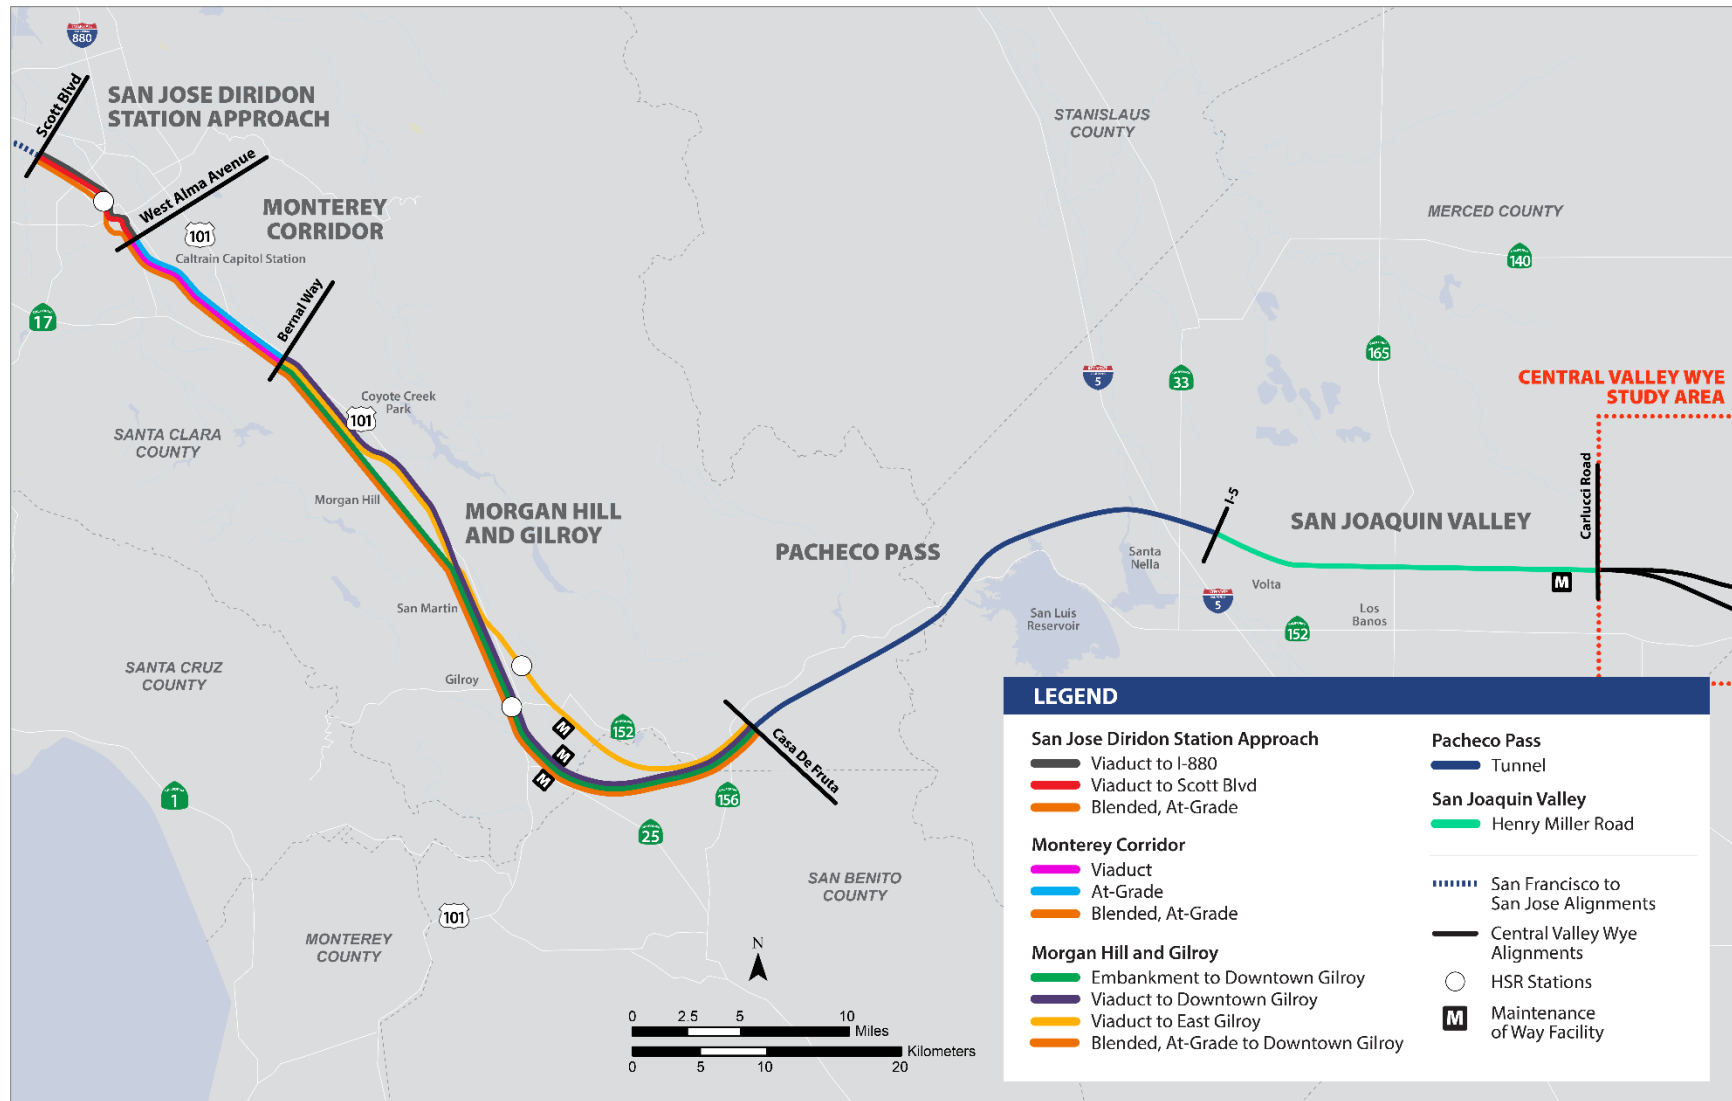 880
Scott Blvd
SAN JOSE DIRIDON
STATION APPROACH
West Alma Avenue
MONTEREY
CORRIDOR
101
Caltrain Capitol Station
17
Bernal Way
Coyote Creek
Park
101
SANTA CLARA
COUNTY
Morgan Hill
MORGAN HILL
AND GILROY
San Martin
SANTA CRUZ
COUNTY
Gilroy
M
M
M
152
Casa De Fruta
156
25
1
SAN BENITO
COUNTY
101
MONTEREY
COUNTY
PACHECO PASS
STANISLAUS
COUNTY
MERCED COUNTY
140
165
5
33
CENTRAL VALLEY WYE
STUDY AREA
Carlucci Road
I-5
SAN JOAQUIN VALLEY
Santa
Nella
Volta
M
5
San Luis
Reservoir
Los
Banos
152
N
0 2.5 5 10
Miles
Kilometers
0 5 10 20
LEGEND
San Jose Diridon Station Approach
Viaduct to I-880
Viaduct to Scott Blvd
Blended, At-Grade
Monterey Corridor
Viaduct
At-Grade
Blended, At-Grade
Morgan Hill and Gilroy
Embankment to Downtown Gilroy
Viaduct to Downtown Gilroy
Viaduct to East Gilroy
Blended, At-Grade to Downtown Gilroy
Pacheco Pass
Tunnel
San Joaquin Valley
Henry Miller Road
San Francisco to
San Jose Alignments
Central Valley Wye
Alignments
HSR Stations
M
Maintenance
of Way Facility